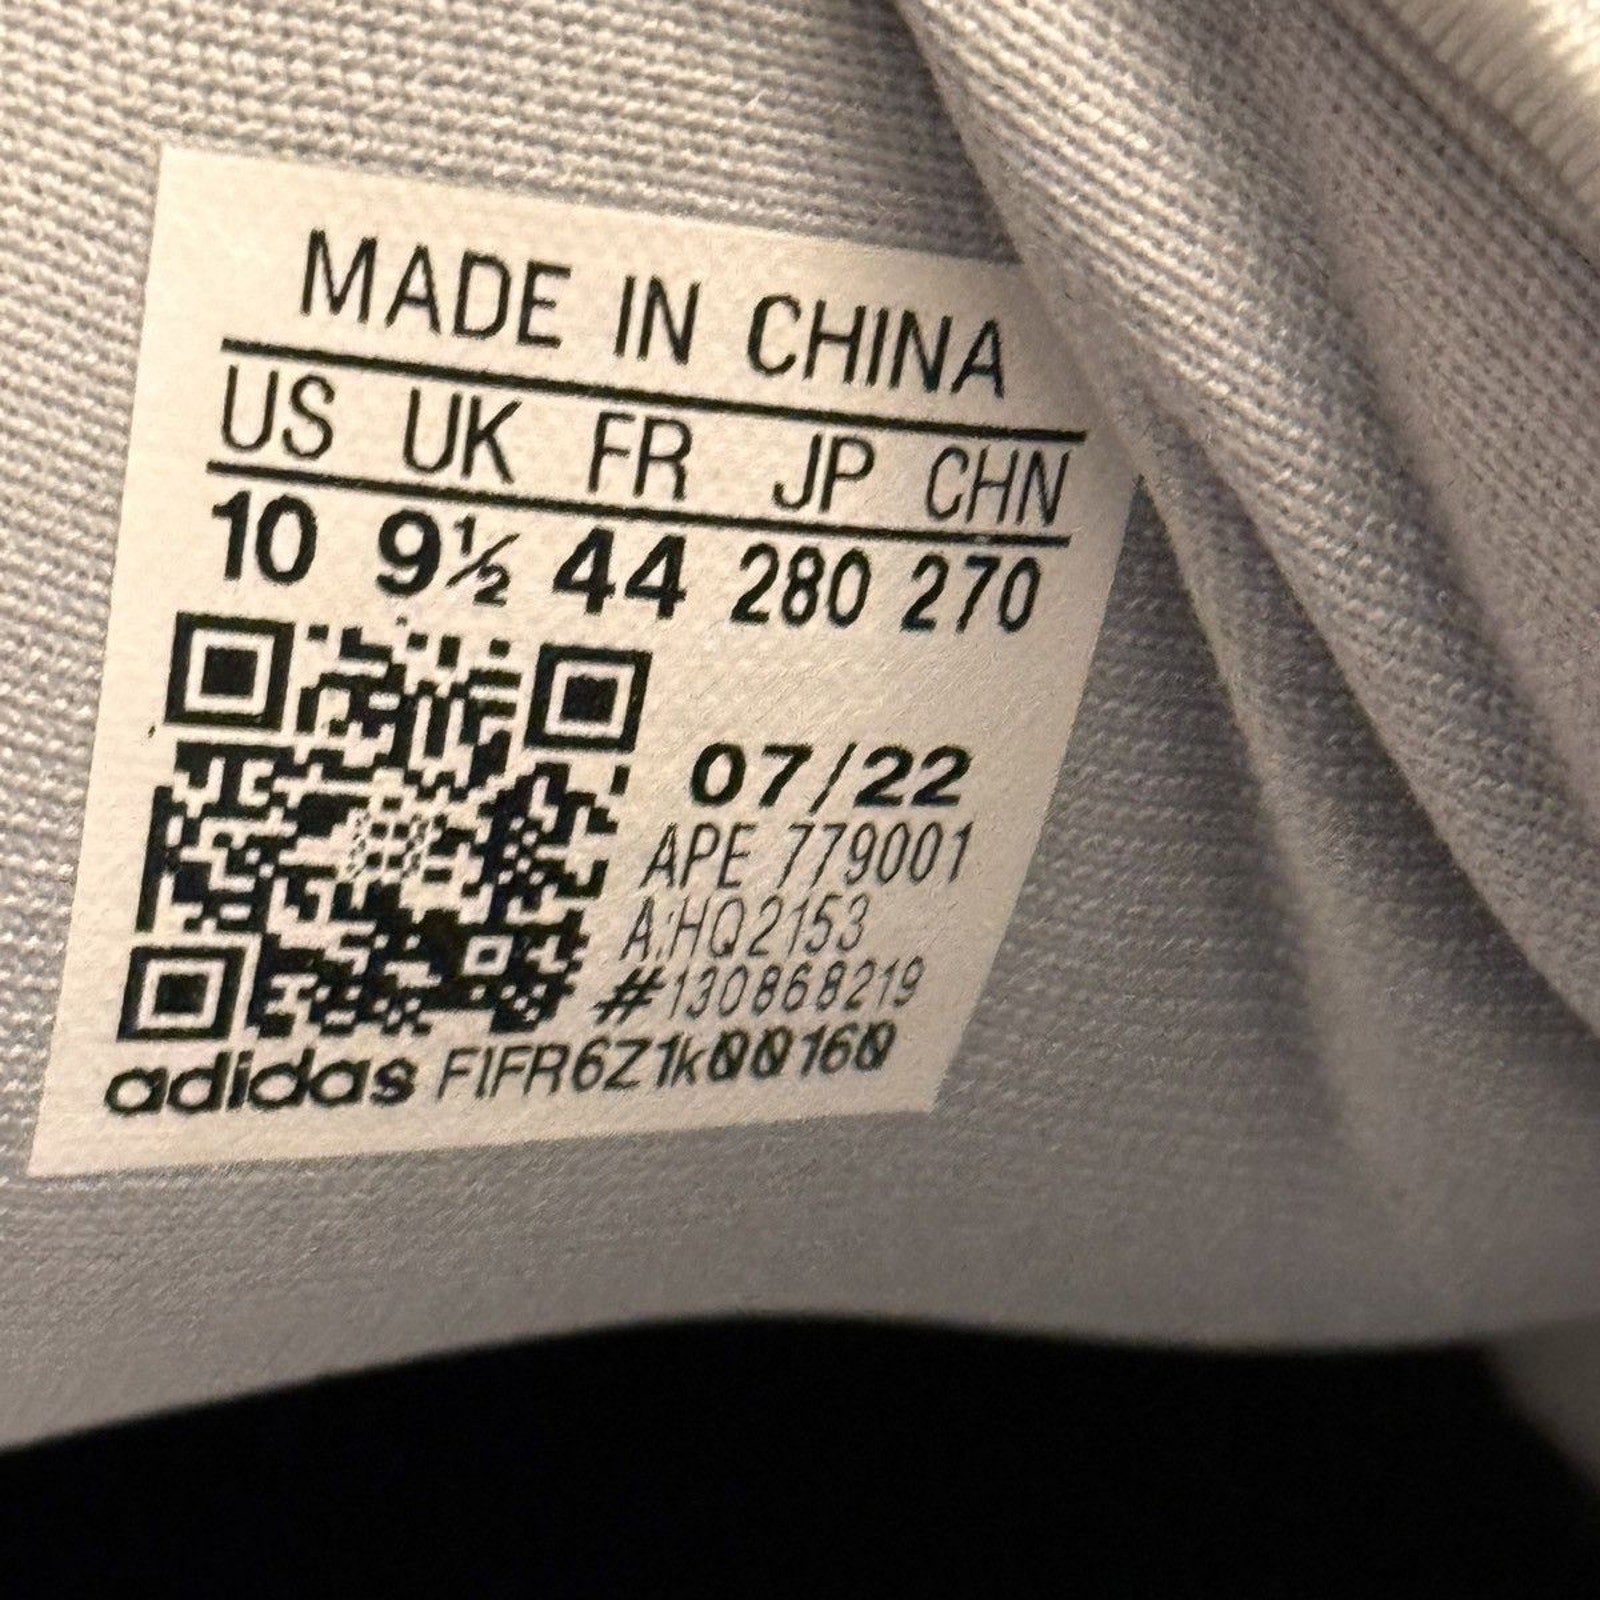 MADE IN CHINA
US UK FR JP CHN
10 9½ 44 280 270
07/22
APE 779001
A:HQ2153
#130868219
adidas FIFR6Z1k00160